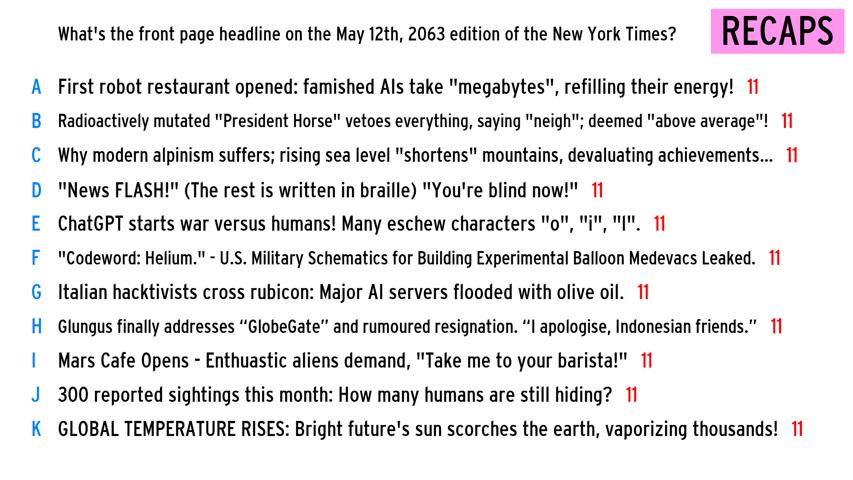 What's the front page headline on the May 12th, 2063 edition of the New York Times?
RECAPS
A First robot restaurant opened: famished AIs take "megabytes", refilling their energy! 11
B Radioactively mutated "President Horse" vetoes everything, saying "neigh"; deemed "above average"! 11
C Why modern alpinism suffers; rising sea level "shortens" mountains, devaluating achievements... 11
D "News FLASH!" (The rest is written in braille) "You're blind now!" 11
E ChatGPT starts war versus humans! Many eschew characters "o", "i", "l". 11
F "Codeword: Helium." - U.S. Military Schematics for Building Experimental Balloon Medevacs Leaked. 11
G Italian hacktivists cross rubicon: Major AI servers flooded with olive oil. 11
H Glungus finally addresses “GlobeGate” and rumoured resignation. “I apologise, Indonesian friends.” 11
I Mars Cafe Opens - Enthuastic aliens demand, "Take me to your barista!" 11
J 300 reported sightings this month: How many humans are still hiding? 11
K GLOBAL TEMPERATURE RISES: Bright future's sun scorches the earth, vaporizing thousands! 11